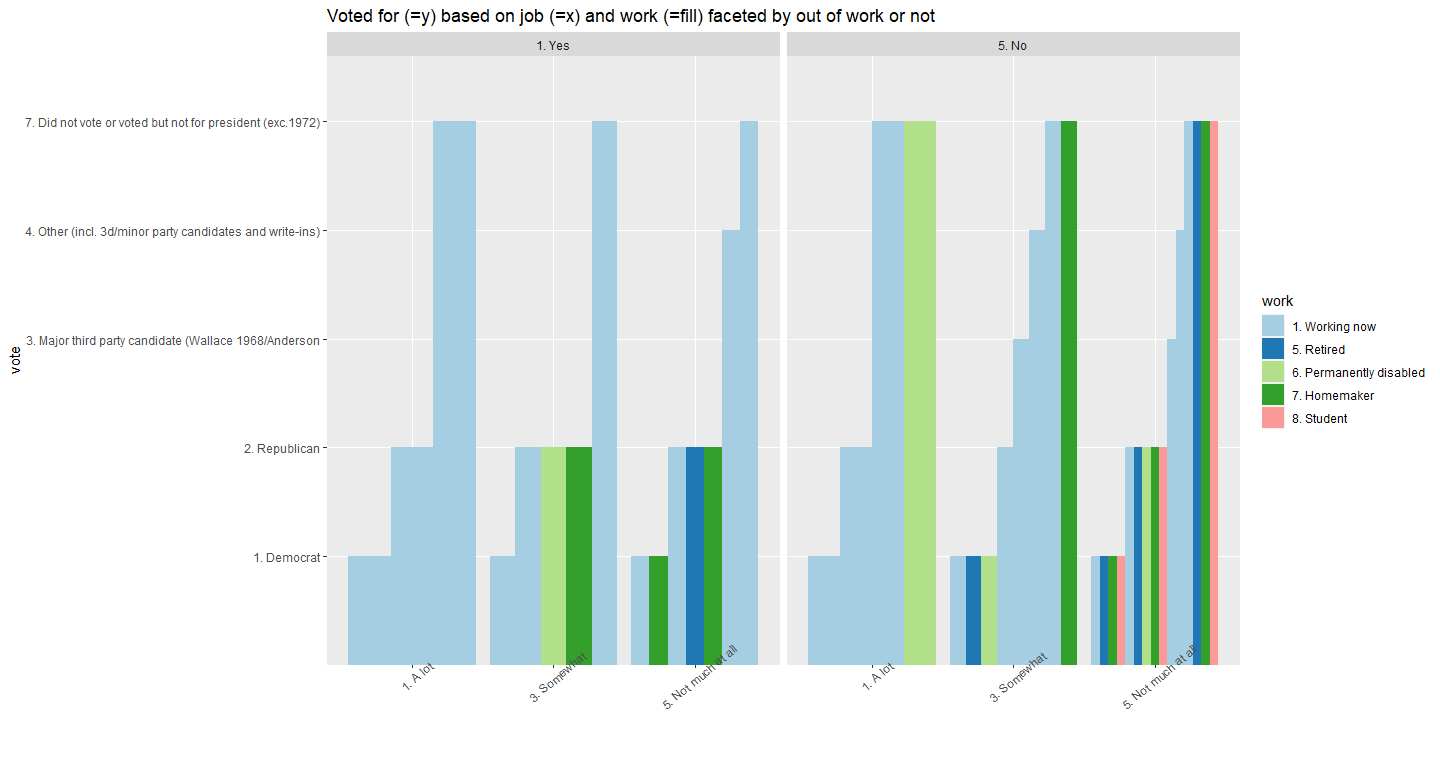 Voted for (=y) based on job (=x) and work (=fill) faceted by out of work or not
1. Yes
5. No
7. Did not vote or voted but not for president (exc.1972)
4. Other (incl. 3d/minor party candidates and write-ins)
3. Major third party candidate (Wallace 1968/Anderson
2. Republican
1. Democrat
vote
1. A lot
3. Somewhat
5. Not much at all
1. A lot
3. Somewhat
5. Not much at all
work
1. Working now
5. Retired
6. Permanently disabled
7. Homemaker
8. Student